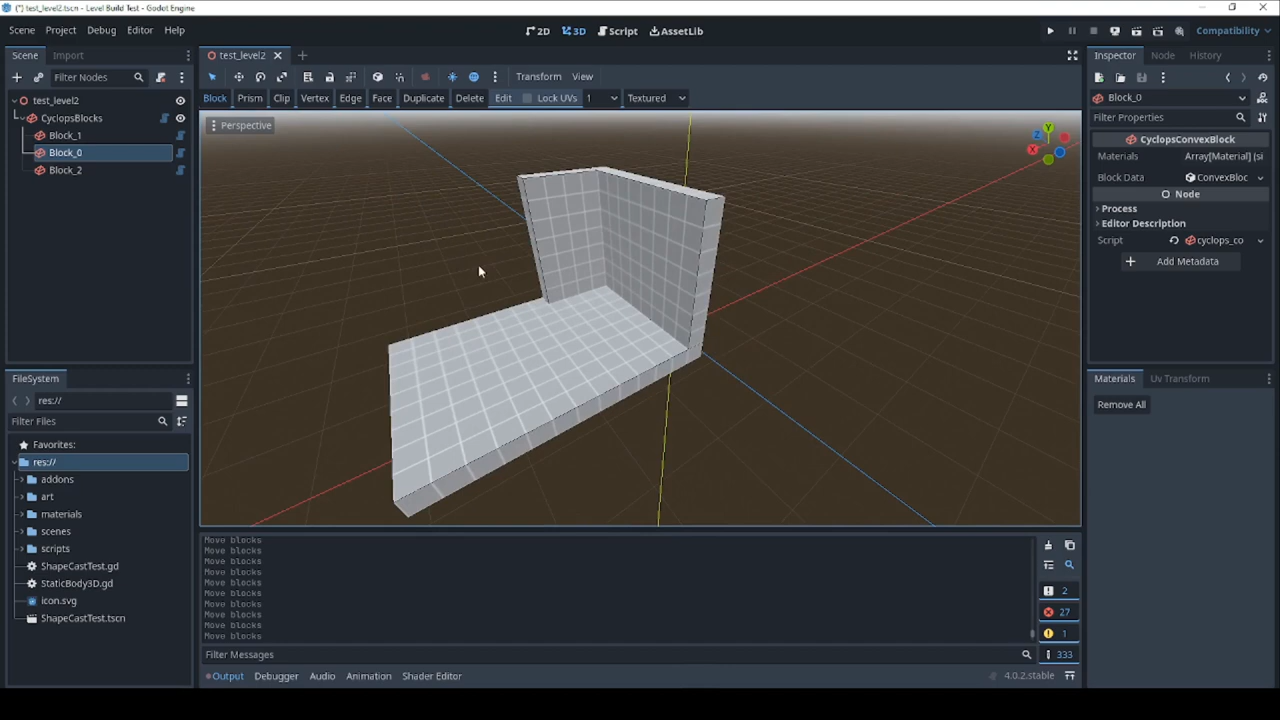 (*) test_level2.tscn - Level Build Test - Godot Engine
Scene Project Debug Editor Help
2D 3D Script AssetLib
Compatibility
Scene Import
test_level2
Inspector Node History
Filter Nodes
Transform View
Block_0
Block Prism Clip Vertex Edge Face Duplicate Delete Edit Lock UVs 1 Textured
Filter Properties
test_level2
CyclopsBlocks
Block_1
Block_0
Block_2
Perspective
Y
X
Z
CyclopsConvexBlock
Materials Array[Material] (si
Block Data ConvexBloc
Node
Process
Editor Description
Script cyclops_co
Add Metadata
FileSystem
res://
Filter Files
Favorites:
res://
addons
art
materials
scenes
scripts
ShapeCastTest.gd
StaticBody3D.gd
icon.svg
ShapeCastTest.tscn
Materials Uv Transform
Remove All
Move blocks
Move blocks
Move blocks
Move blocks
Move blocks
Move blocks
Move blocks
Move blocks
Move blocks
Move blocks
2
27
1
333
Filter Messages
Output Debugger Audio Animation Shader Editor
4.0.2.stable